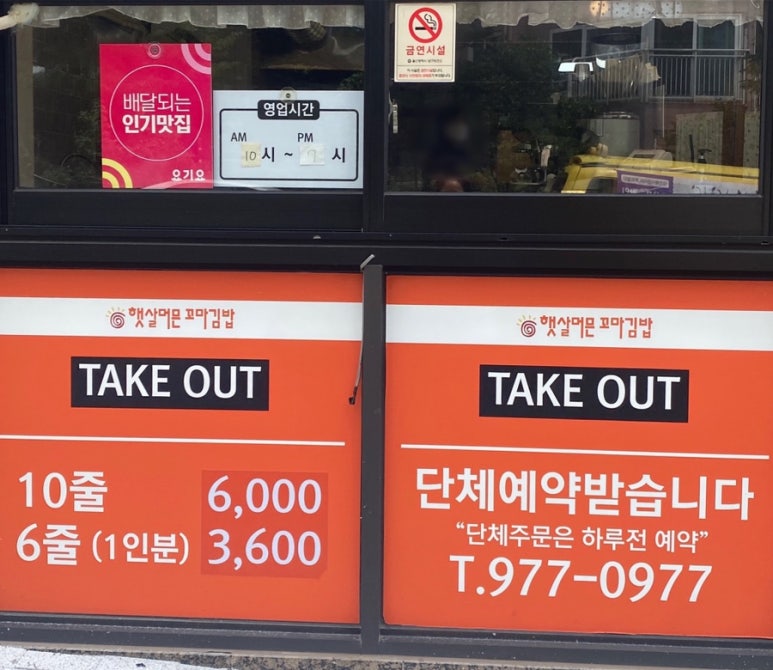 배달되는
인기맛집
요기요
영업시간
AM PM
10시 ~ 9 시
금연시설
햇살머문 꼬마김밥
TAKE OUT
10줄 6,000
6줄 (1인분) 3,600
햇살머문 꼬마김밥
TAKE OUT
단체예약받습니다
“단체주문은 하루전 예약”
T.977-0977